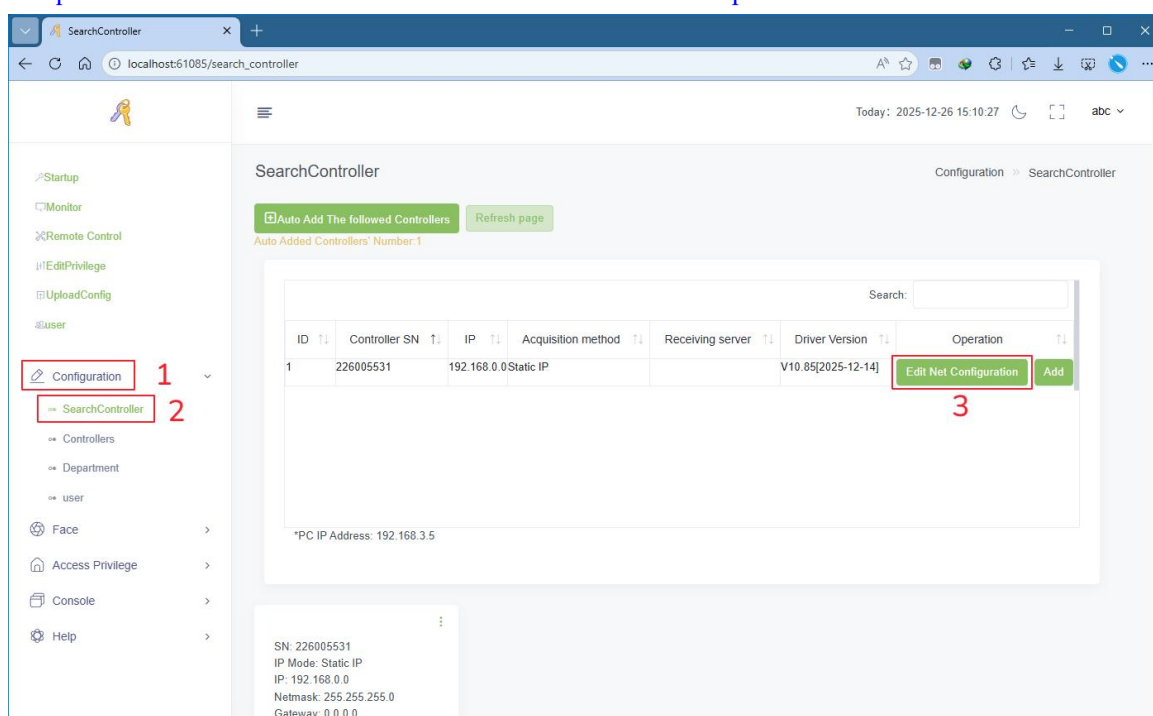 SearchController
localhost:61085/search_controller
Today: 2025-12-26 15:10:27
abc
Startup
Monitor
Remote Control
EditPrivilege
UploadConfig
user
Configuration
1
SearchController
2
Controllers
Department
user
Face
Access Privilege
Console
Help
SearchController
Configuration » SearchController
Auto Add The followed Controllers
Refresh page
Auto Added Controllers' Number:1
Search:
ID Controller SN IP Acquisition method Receiving server Driver Version Operation
1 226005531 192.168.0.0 Static IP V10.85[2025-12-14] Edit Net Configuration Add
3
*PC IP Address: 192.168.3.5
SN: 226005531
IP Mode: Static IP
IP: 192.168.0.0
Netmask: 255.255.255.0
Gateway: 0.0.0.0